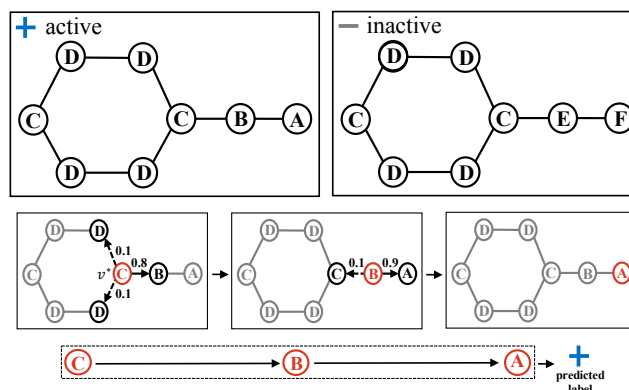 + active
D D
C C B A
D D
− inactive
D D
C C E F
D D
D D
0.1
0.8
v* C B A
C
0.1
D D
D D
0.1 0.9
C C B A
D D
D D
C C B A
D D
C B A +
predicted
label